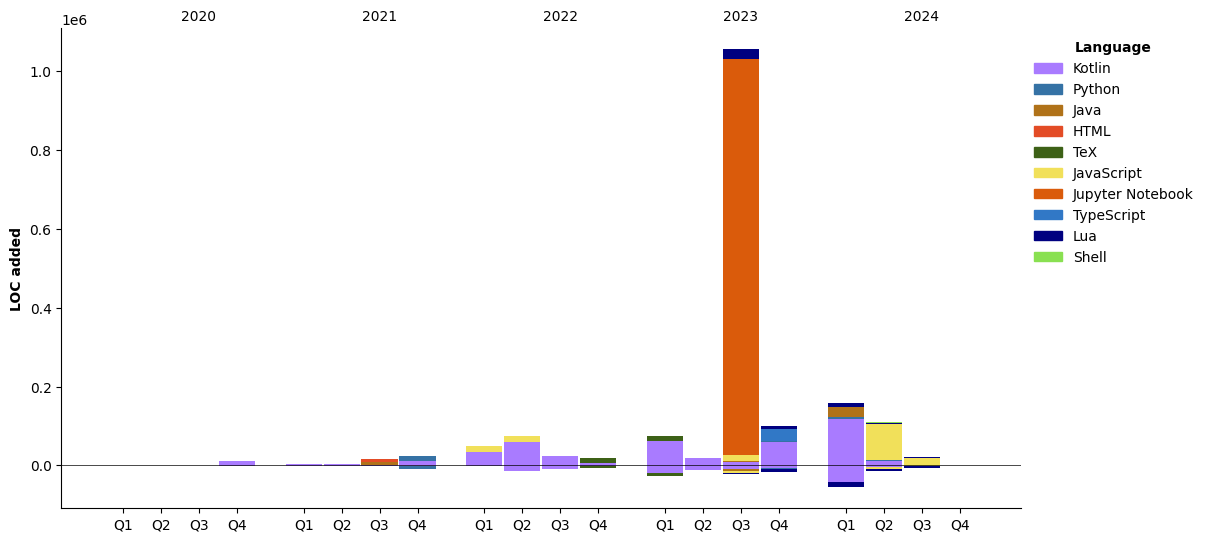 2020 2021 2022 2023 2024
1e6
Language
Kotlin
Python
Java
HTML
TeX
JavaScript
Jupyter Notebook
TypeScript
Lua
Shell
LOC added
1.0
0.8
0.6
0.4
0.2
0.0
Q1 Q2 Q3 Q4 Q1 Q2 Q3 Q4 Q1 Q2 Q3 Q4 Q1 Q2 Q3 Q4 Q1 Q2 Q3 Q4